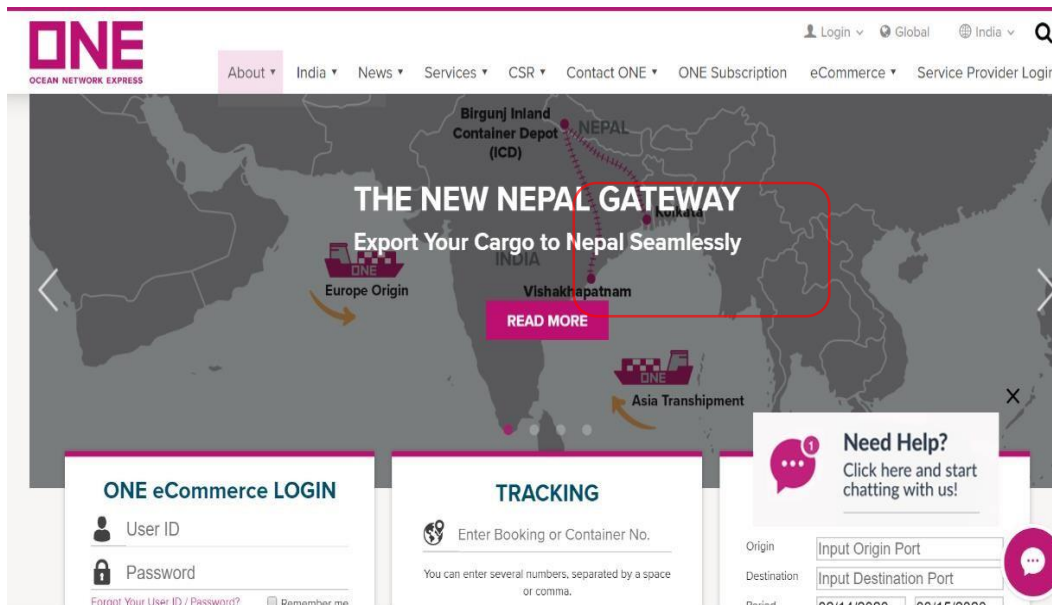 ONE
OCEAN NETWORK EXPRESS
Login Global India
About India News Services CSR Contact ONE ONE Subscription eCommerce Service Provider Login
Birgunj Inland
Container Depot
(ICD)
NEPAL
THE NEW NEPAL GATEWAY
Kolkata
Export Your Cargo to Nepal Seamlessly
INDIA
ONE
Europe Origin
Vishakhapatnam
READ MORE
ONE
Asia Transhipment
1
Need Help?
Click here and start
chatting with us!
ONE eCommerce LOGIN
User ID
Password
Forgot Your User ID / Password? Remember me
TRACKING
Enter Booking or Container No.
You can enter several numbers, separated by a space
or comma.
Origin Input Origin Port
Destination Input Destination Port
Period